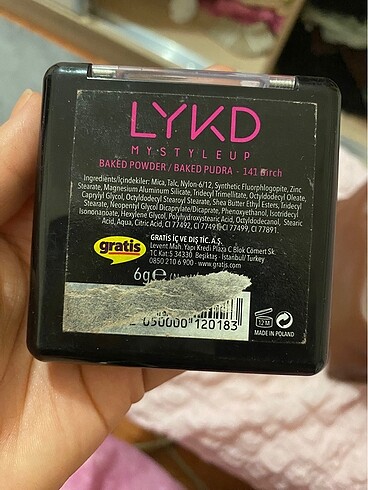 LYKD
MYSTYLEUP
BAKED POWDER / BAKED PUDRA - 141 Birch
Ingredients/İçindekiler: Mica, Talc, Nylon-6/12, Synthetic Fluorphlogopite, Zinc
Stearate, Magnesium Aluminum Silicate, Tridecyl Trimellitate, Octyldodecyl Stearate,
Caprylyl Glycol, Octyldodecyl Stearoyl Stearate, Shea Butter Ethyl Esters, Tridecyl
Stearate, Neopentyl Glycol Dicaprylate/Dicaprate, Phenoxyethanol, Isotridecyl
Isononanoate, Hexylene Glycol, Polyhydroxystearic Acid, Octyldodecanol, Stearic
Acid, Aqua, Citric Acid, CI 77492, CI 77491, CI 77499, CI 77891.
gratis
GRATİS İÇ VE DIŞ TİC. A.Ş.
Levent Mah. Yapı Kredi Plaza C Blok Cömert Sk.
1C Kat:5 34330 Beşiktaş - İstanbul/Turkey
0850 210 6 900 · www.gratis.com
6g e
050000 120183
12 M
MADE IN POLAND